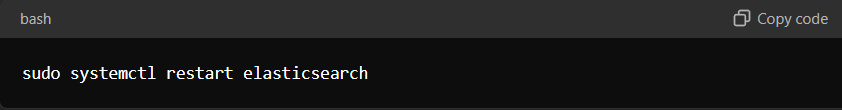 bash
Copy code
sudo systemctl restart elasticsearch